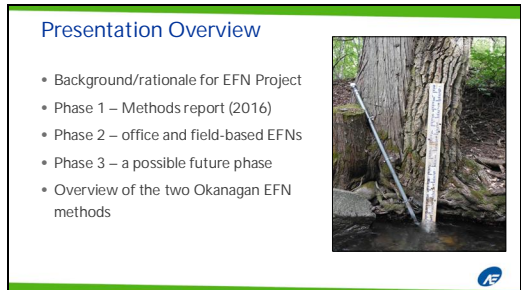 Presentation Overview
• Background/rationale for EFN Project
• Phase 1 – Methods report (2016)
• Phase 2 – office and field-based EFNs
• Phase 3 – a possible future phase
• Overview of the two Okanagan EFN
methods